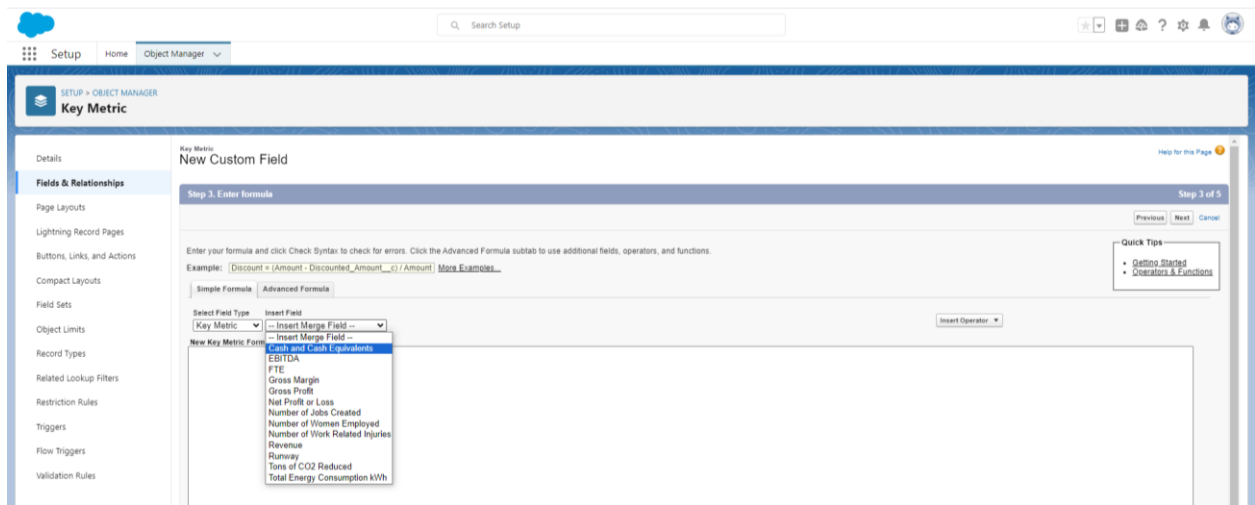 Search Setup
Setup Home Object Manager
SETUP > OBJECT MANAGER
Key Metric
Details
Fields & Relationships
Page Layouts
Lightning Record Pages
Buttons, Links, and Actions
Compact Layouts
Field Sets
Object Limits
Record Types
Related Lookup Filters
Restriction Rules
Triggers
Flow Triggers
Validation Rules
Key Metric
New Custom Field
Help for this Page
Step 3. Enter formula Step 3 of 5
Previous Next Cancel
Enter your formula and click Check Syntax to check for errors. Click the Advanced Formula subtab to use additional fields, operators, and functions.
Example: Discount = (Amount - Discounted_Amount__c) / Amount More Examples...
Quick Tips
• Getting Started
• Operators & Functions
Simple Formula Advanced Formula
Select Field Type Insert Field
Key Metric -- Insert Merge Field -- Insert Operator
New Key Metric Form
-- Insert Merge Field --
Cash and Cash Equivalents
EBITDA
FTE
Gross Margin
Gross Profit
Net Profit or Loss
Number of Jobs Created
Number of Women Employed
Number of Work Related Injuries
Revenue
Runway
Tons of CO2 Reduced
Total Energy Consumption kWh